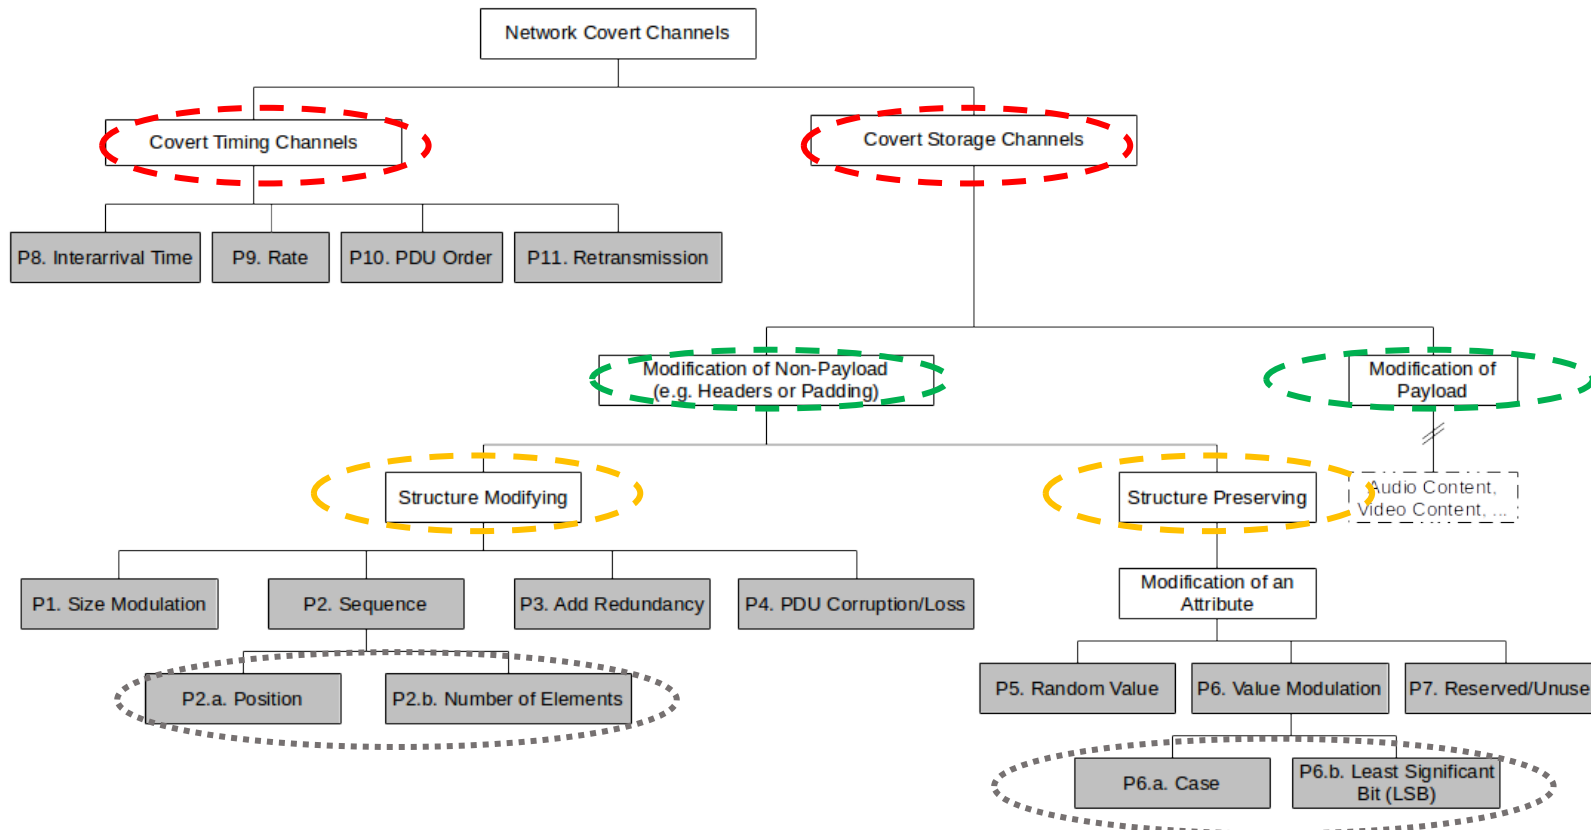 Network Covert Channels
Covert Timing Channels
Covert Storage Channels
P8. Interarrival Time
P9. Rate
P10. PDU Order
P11. Retransmission
Modification of Non-Payload
(e.g. Headers or Padding)
Modification of
Payload
Structure Modifying
Structure Preserving
Audio Content,
Video Content, ...
P1. Size Modulation
P2. Sequence
P3. Add Redundancy
P4. PDU Corruption/Loss
Modification of an
Attribute
P2.a. Position
P2.b. Number of Elements
P5. Random Value
P6. Value Modulation
P7. Reserved/Unuse
P6.a. Case
P6.b. Least Significant
Bit (LSB)